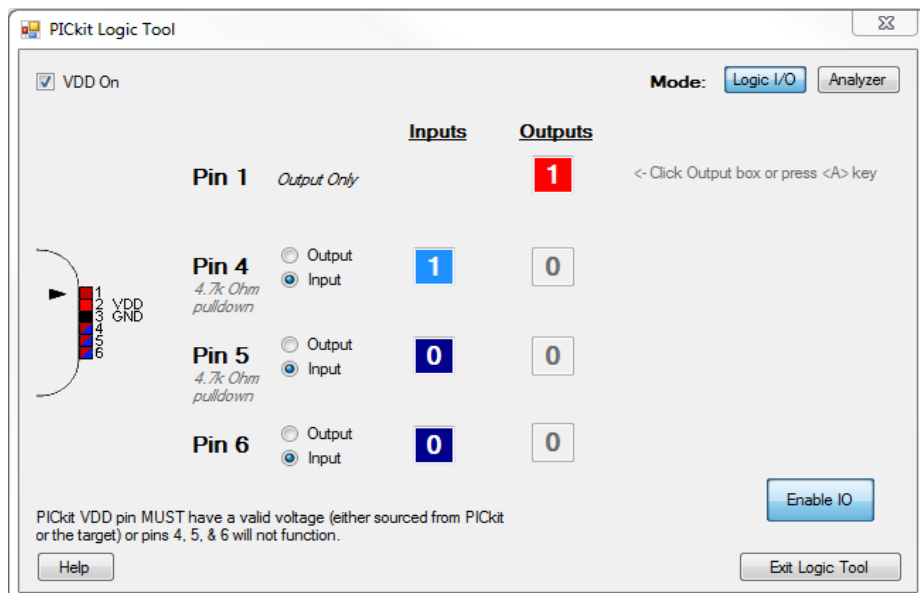 PICkit Logic Tool
VDD On
Mode: Logic I/O Analyzer
Inputs Outputs
Pin 1 Output Only 1 <- Click Output box or press <A> key
Pin 4
4.7k Ohm
pulldown
Output
Input
1 0
1
2 VDD
3 GND
4
5
6
Pin 5
4.7k Ohm
pulldown
Output
Input
0 0
Pin 6
Output
Input
0 0
Enable IO
PICkit VDD pin MUST have a valid voltage (either sourced from PICkit
or the target) or pins 4, 5, & 6 will not function.
Help Exit Logic Tool